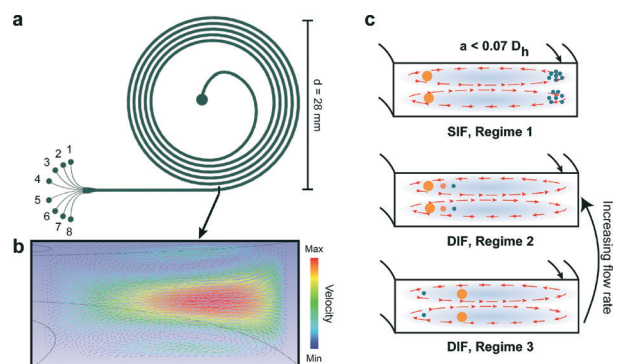 a
d = 28 mm
1
2
3
4
5
6
7
8
b
Max
Velocity
Min
c
a < 0.07 Dh
SIF, Regime 1
DIF, Regime 2
DIF, Regime 3
Increasing flow rate